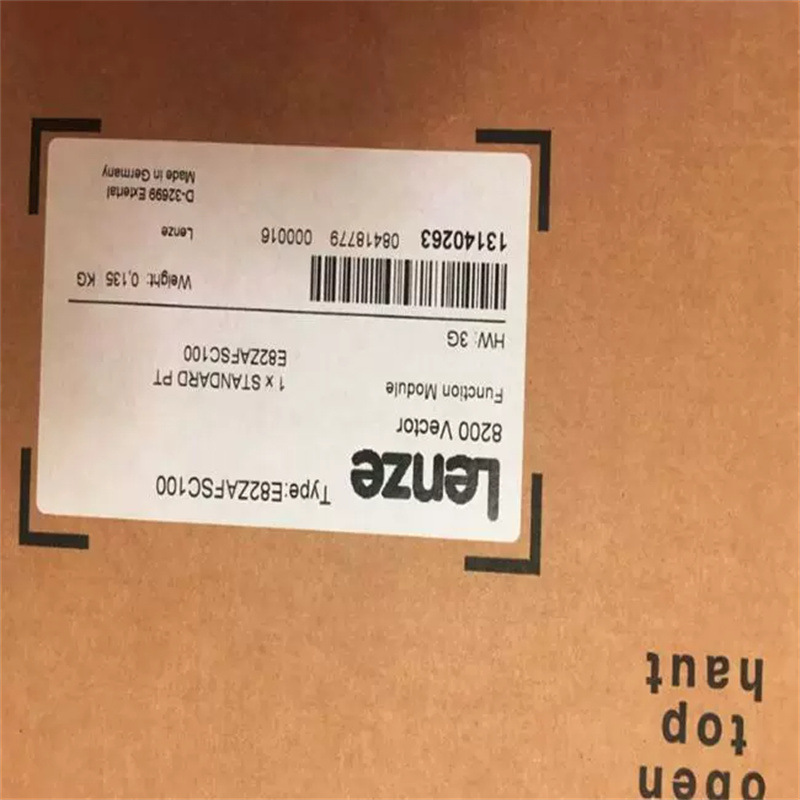 Lenze Type:E82ZAFSC100
8200 Vector
Function Module
1 x STANDARD PT
E82ZAFSC100
HW: 3G
Weight: 0,135 KG
13140263 08418779 000016
Lenze
D-32699 Extertal
Made in Germany
oben
top
haut